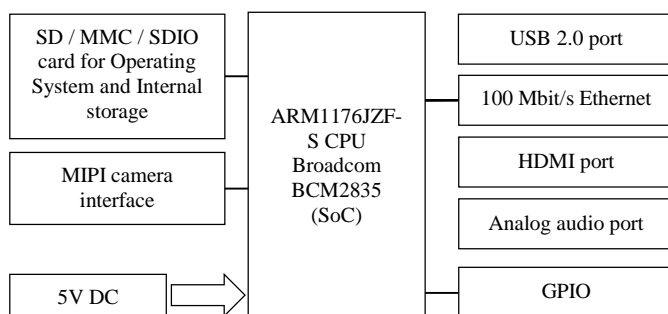 SD / MMC / SDIO
card for Operating
System and Internal
storage
MIPI camera
interface
5V DC
ARM1176JZF-
S CPU
Broadcom
BCM2835
(SoC)
USB 2.0 port
100 Mbit/s Ethernet
HDMI port
Analog audio port
GPIO